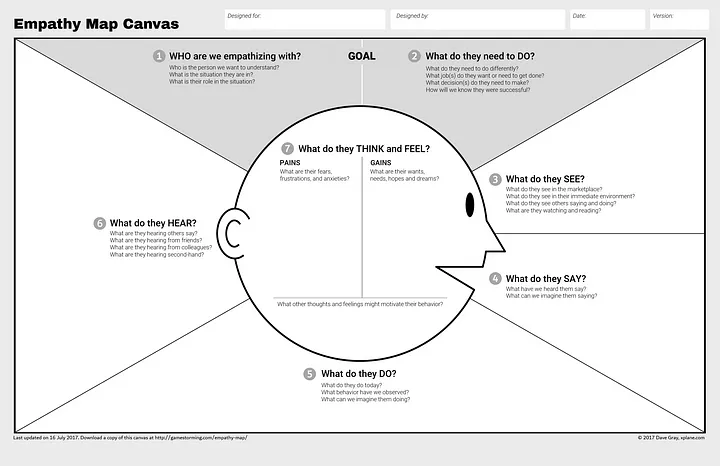 Empathy Map Canvas
Designed for:
Designed by:
Date:
Version:
1 WHO are we empathizing with?
Who is the person we want to understand?
What is the situation they are in?
What is their role in the situation?
GOAL
2 What do they need to DO?
What do they need to do differently?
What job(s) do they want or need to get done?
What decision(s) do they need to make?
How will we know they were successful?
3 What do they SEE?
What do they see in the marketplace?
What do they see in their immediate environment?
What do they see others saying and doing?
What are they watching and reading?
4 What do they SAY?
What have we heard them say?
What can we imagine them saying?
5 What do they DO?
What do they do today?
What behavior have we observed?
What can we imagine them doing?
6 What do they HEAR?
What are they hearing others say?
What are they hearing from friends?
What are they hearing from colleagues?
What are they hearing second-hand?
7 What do they THINK and FEEL?
PAINS
What are their fears,
frustrations, and anxieties?
GAINS
What are their wants,
needs, hopes and dreams?
What other thoughts and feelings might motivate their behavior?
Last updated on 16 July 2017. Download a copy of this canvas at http://gamestorming.com/empathy-map/
© 2017 Dave Gray, xplane.com